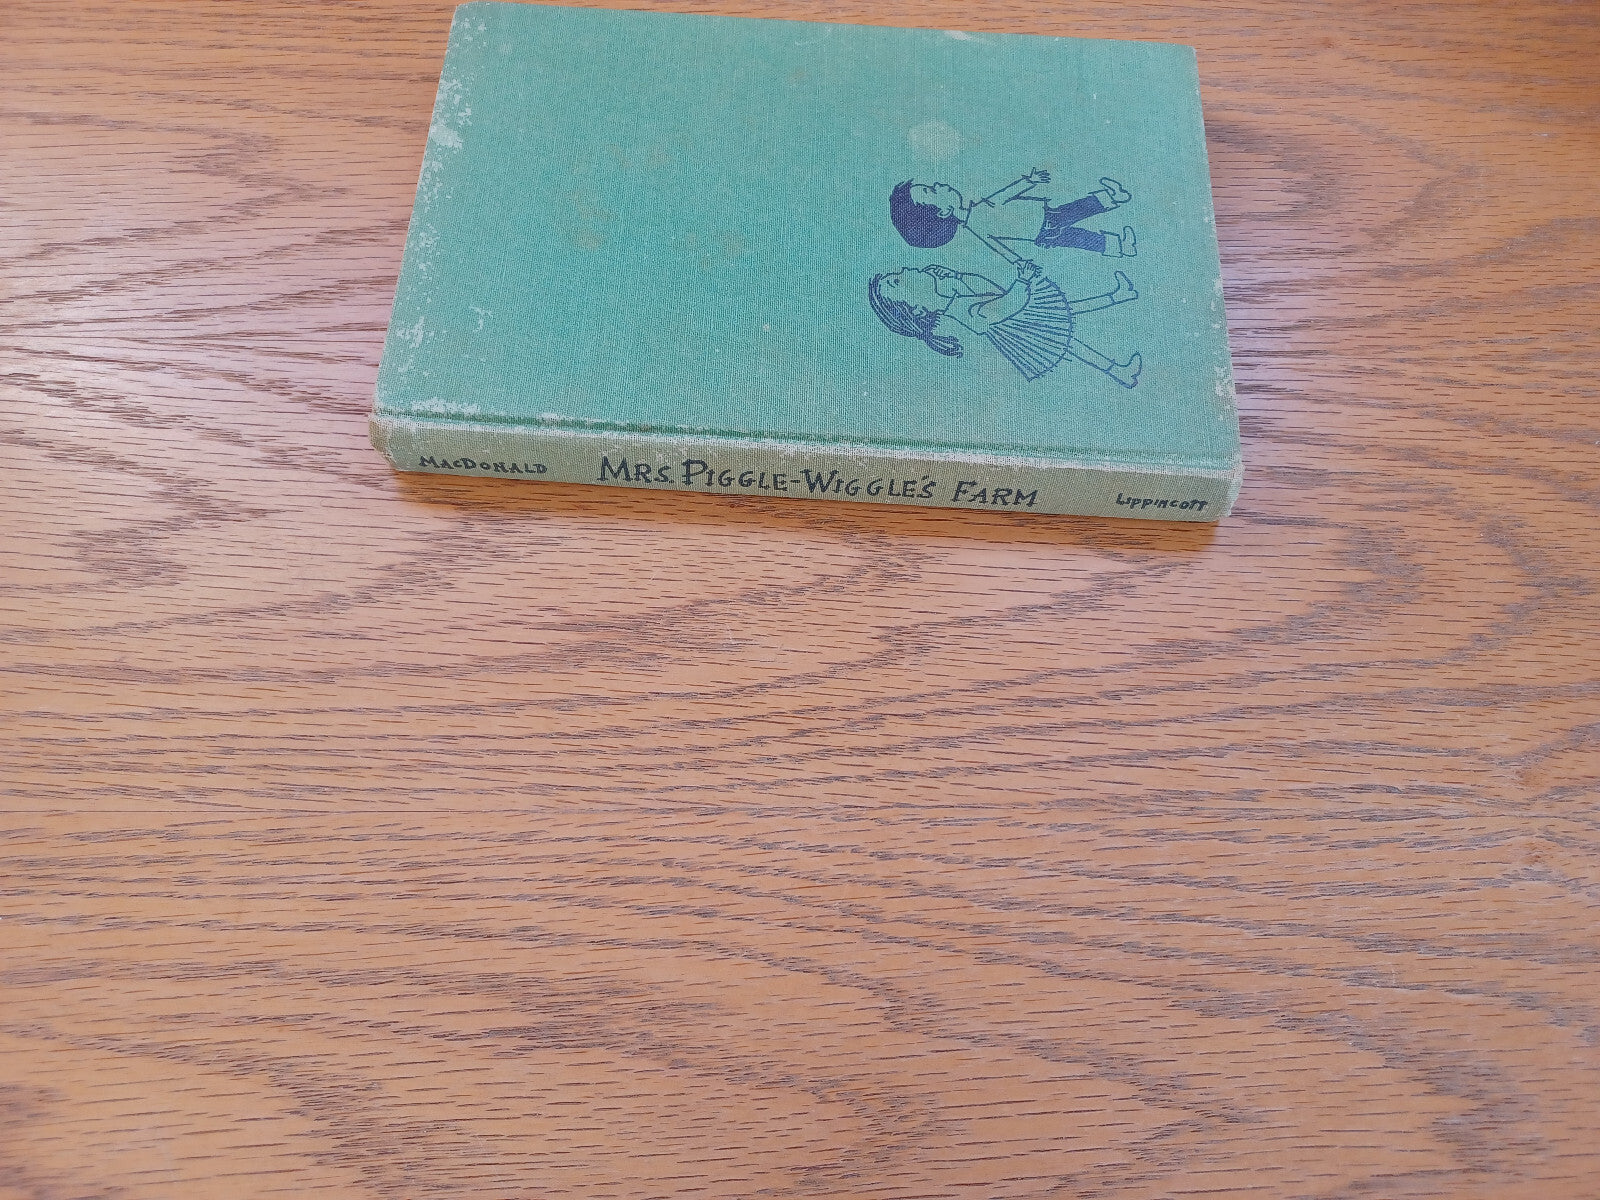 MACDONALD MRS. PIGGLE-WIGGLE'S FARM LIPPINCOTT